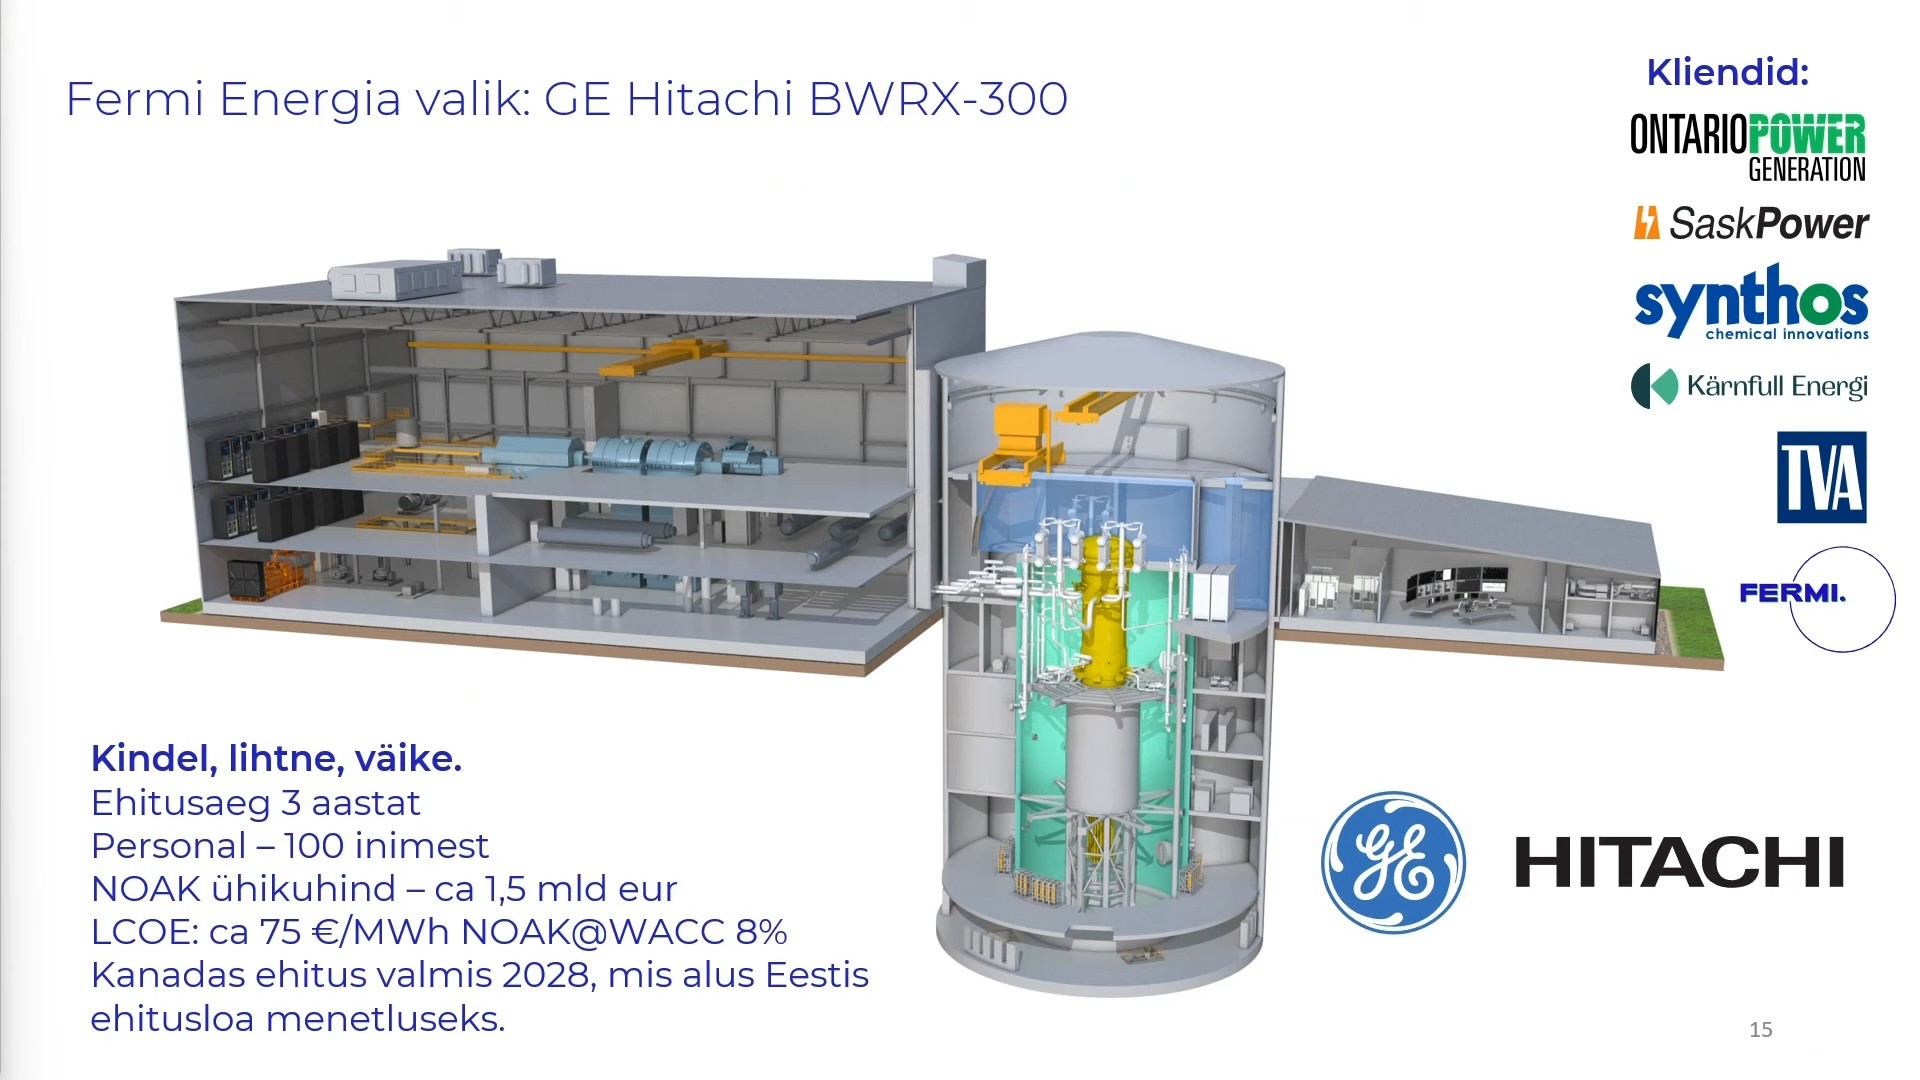 Fermi Energia valik: GE Hitachi BWRX-300
Kliendid:
ONTARIOPOWER
GENERATION
SaskPower
synthos
chemical innovations
Kärnfull Energi
TVA
FERMI.
Kindel, lihtne, väike.
Ehitusaeg 3 aastat
Personal – 100 inimest
NOAK ühikuhind – ca 1,5 mld eur
LCOE: ca 75 €/MWh NOAK@WACC 8%
Kanadas ehitus valmis 2028, mis alus Eestis
ehitusloa menetluseks.
GE
HITACHI
15